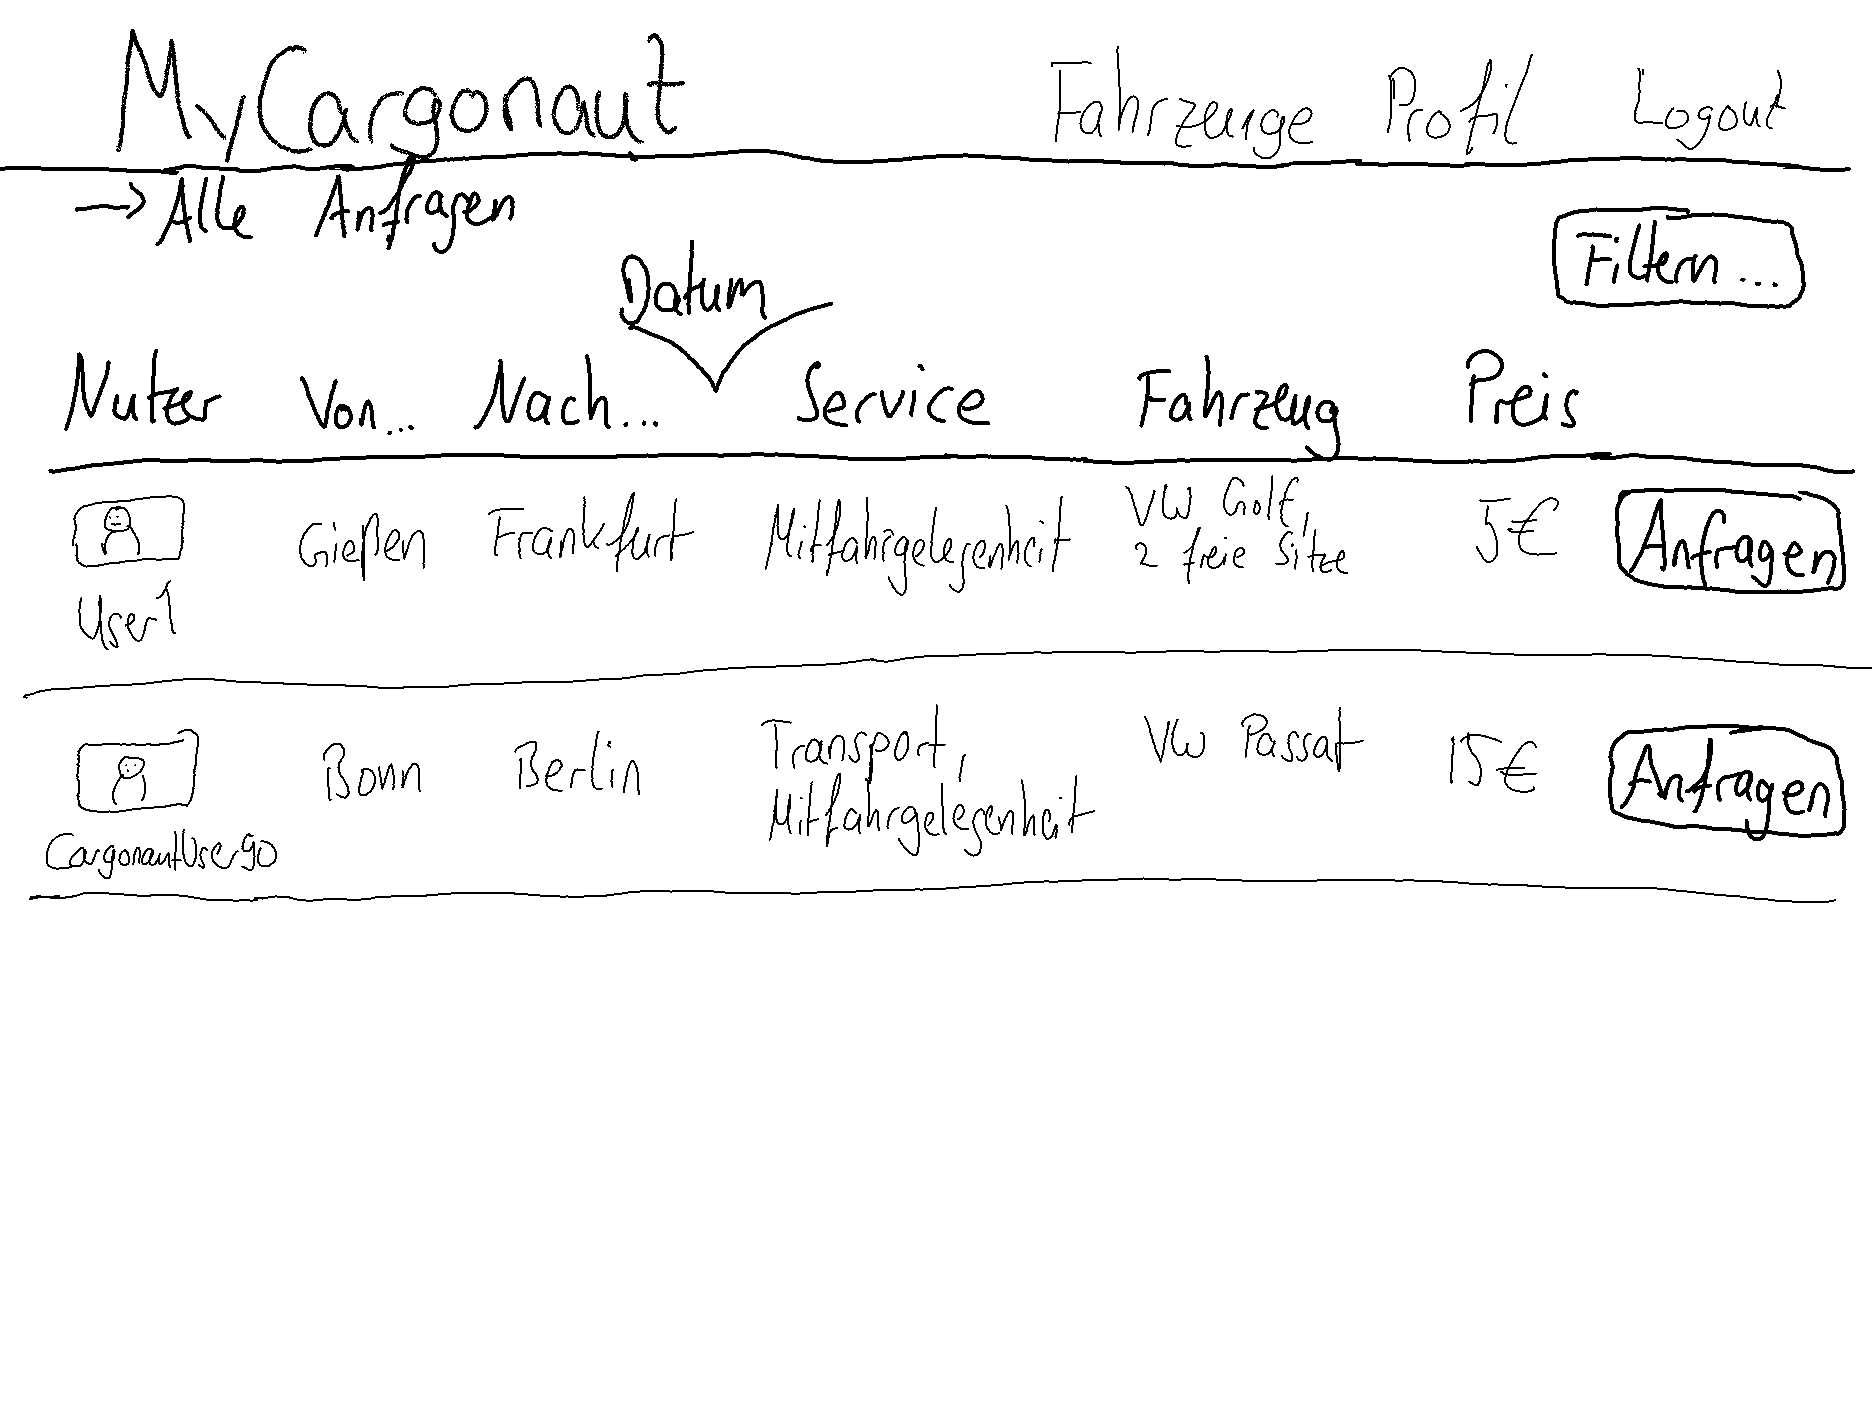 MyCargonaut Fahrzeuge Profil Logout
→ Alle Anfragen
Filtern...
Datum
Nutzer Von... Nach... Service Fahrzeug Preis
Gießen Frankfurt Mitfahrgelegenheit VW Golf, 5€ Anfragen
2 freie Sitze
User1
Bonn Berlin Transport, VW Passat 15€ Anfragen
Mitfahrgelegenheit
CargonautUser90